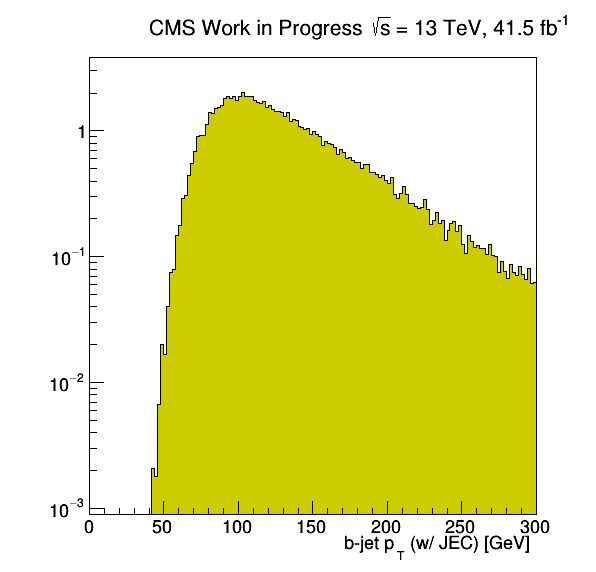 CMS Work in Progress √s = 13 TeV, 41.5 fb⁻¹
1
10⁻¹
10⁻²
10⁻³
0 50 100 150 200 250 300
b-jet p_T (w/ JEC) [GeV]